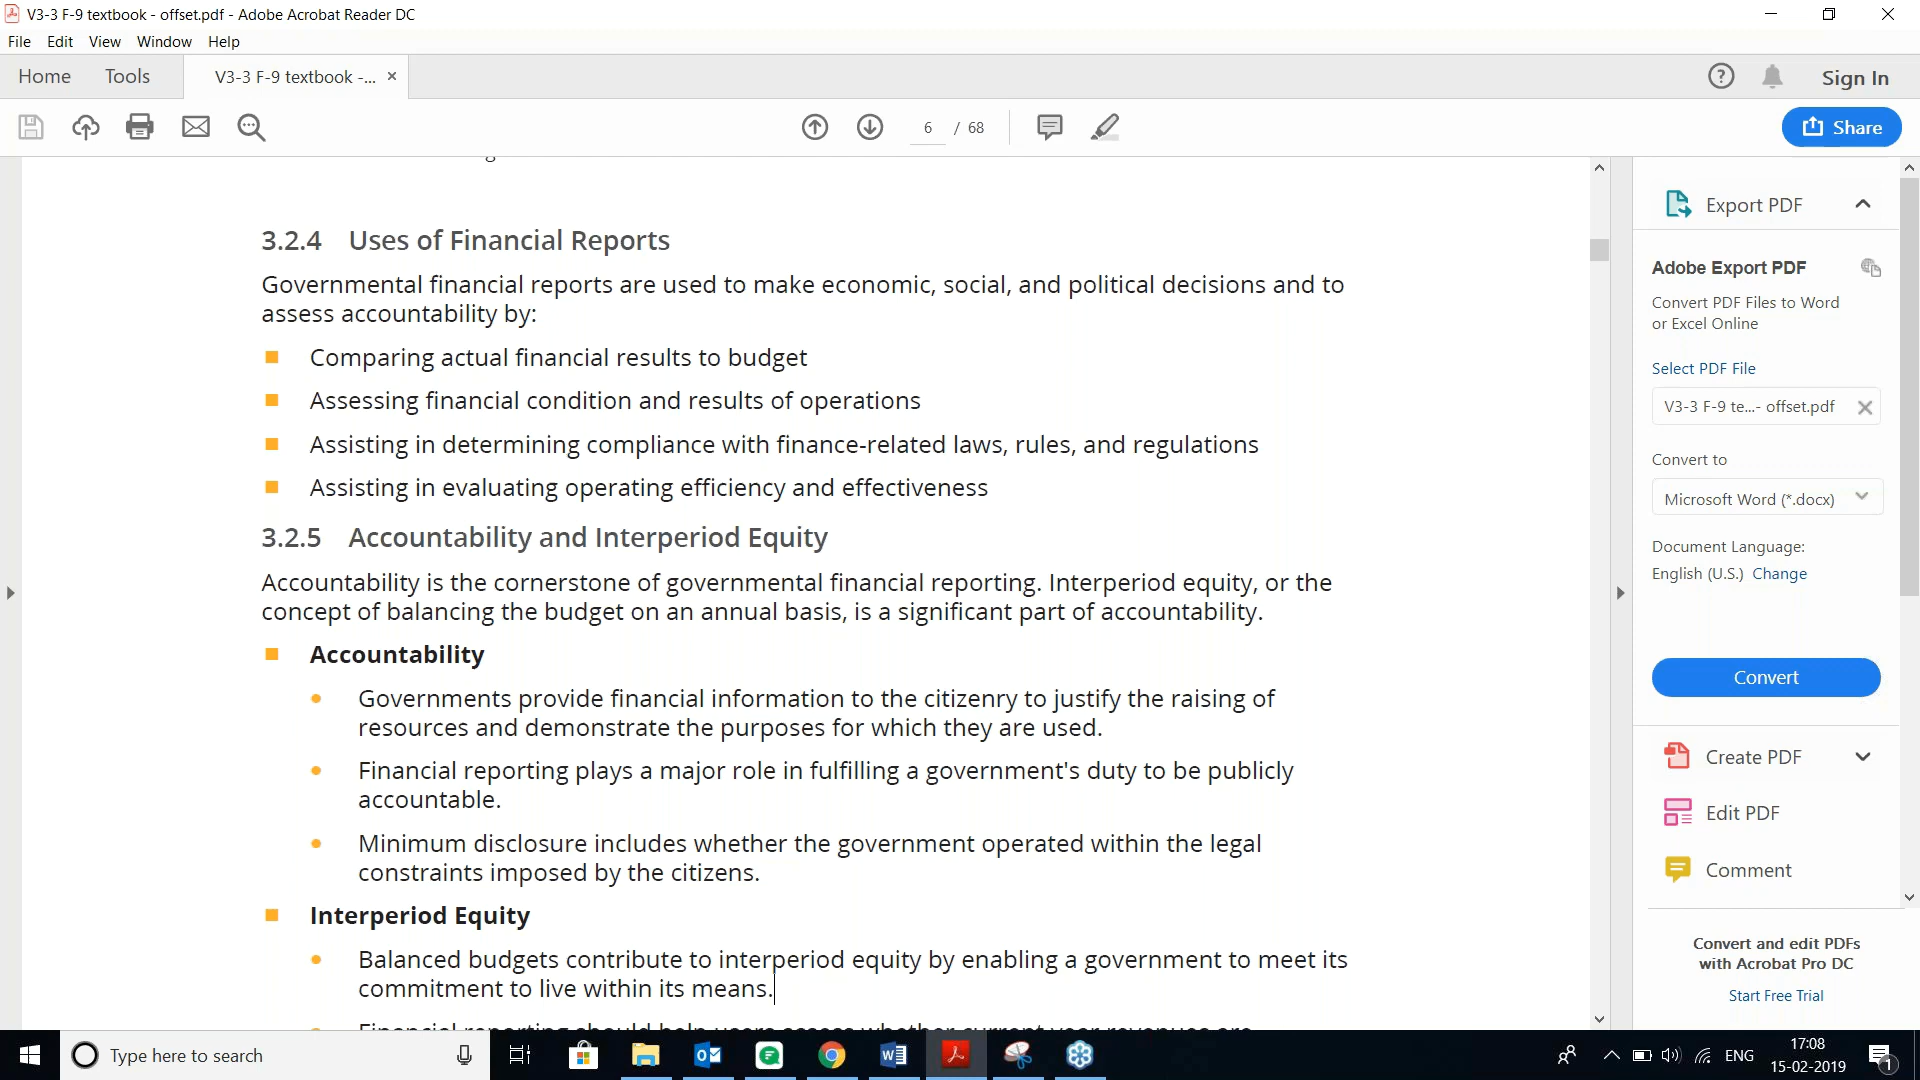 V3-3 F-9 textbook - offset.pdf - Adobe Acrobat Reader DC
File Edit View Window Help
Home Tools V3-3 F-9 textbook -... × Sign In
6 / 68 Share
3.2.4 Uses of Financial Reports
Governmental financial reports are used to make economic, social, and political decisions and to
assess accountability by:
Comparing actual financial results to budget
Assessing financial condition and results of operations
Assisting in determining compliance with finance-related laws, rules, and regulations
Assisting in evaluating operating efficiency and effectiveness
3.2.5 Accountability and Interperiod Equity
Accountability is the cornerstone of governmental financial reporting. Interperiod equity, or the
concept of balancing the budget on an annual basis, is a significant part of accountability.
Accountability
Governments provide financial information to the citizenry to justify the raising of
resources and demonstrate the purposes for which they are used.
Financial reporting plays a major role in fulfilling a government's duty to be publicly
accountable.
Minimum disclosure includes whether the government operated within the legal
constraints imposed by the citizens.
Interperiod Equity
Balanced budgets contribute to interperiod equity by enabling a government to meet its
commitment to live within its means.
Financial reporting should help users assess whether current year revenues are
Export PDF
Adobe Export PDF
Convert PDF Files to Word
or Excel Online
Select PDF File
V3-3 F-9 te...- offset.pdf
Convert to
Microsoft Word (*.docx)
Document Language:
English (U.S.) Change
Convert
Create PDF
Edit PDF
Comment
Convert and edit PDFs
with Acrobat Pro DC
Start Free Trial
Type here to search
ENG
17:08
15-02-2019
1